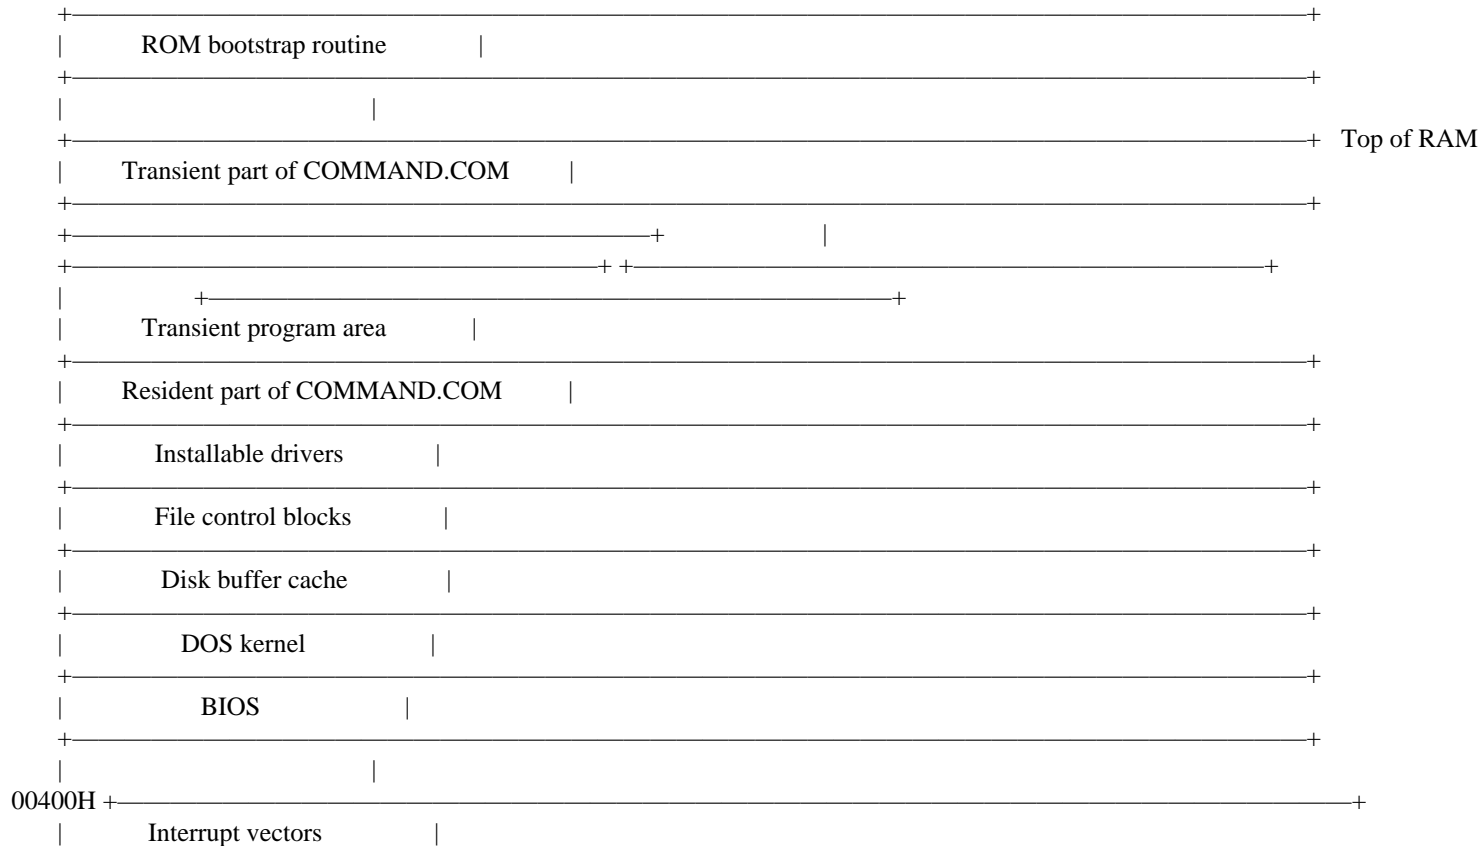 ROM bootstrap routine
Top of RAM
Transient part of COMMAND.COM
Transient program area
Resident part of COMMAND.COM
Installable drivers
File control blocks
Disk buffer cache
DOS kernel
BIOS
00400H
Interrupt vectors